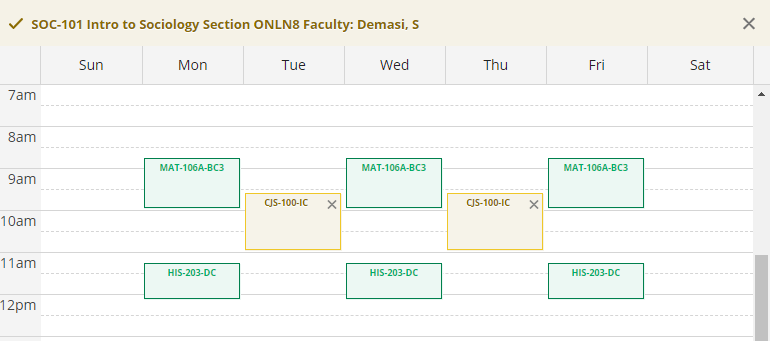 SOC-101 Intro to Sociology Section ONLN8 Faculty: Demasi, S
Sun Mon Tue Wed Thu Fri Sat
7am
8am
MAT-106A-BC3 MAT-106A-BC3 MAT-106A-BC3
9am
CJS-100-IC CJS-100-IC
10am
11am
HIS-203-DC HIS-203-DC HIS-203-DC
12pm